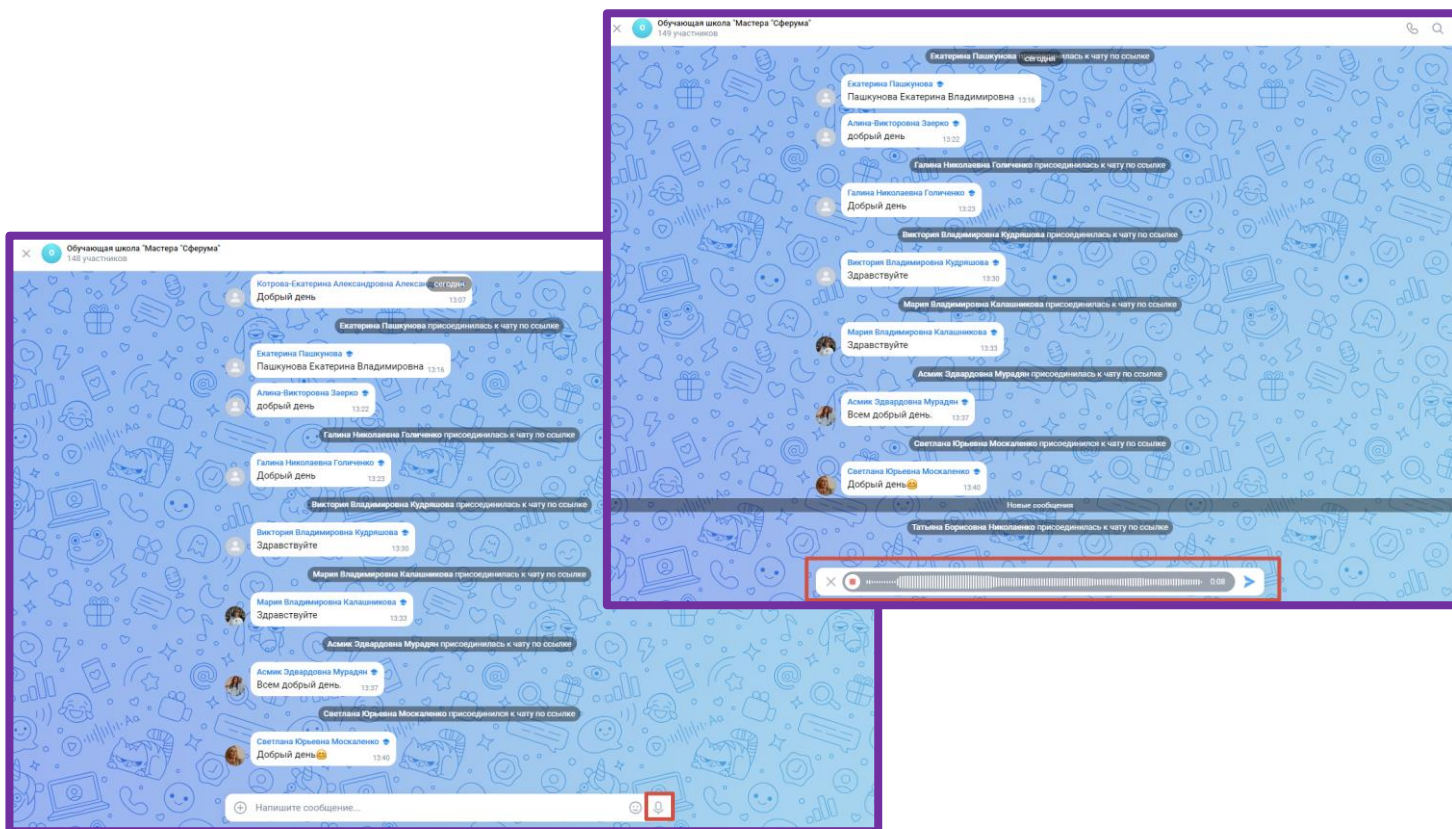 Обучающая школа "Мастера "Сферума"
148 участников
Котрова-Екатерина Александровна
сегодня
Добрый день
13:07
Екатерина Пашкунова присоединилась к чату по ссылке
Екатерина Пашкунова
Пашкунова Екатерина Владимировна 13:16
Алина-Викторовна Заерко
добрый день
13:22
Галина Николаевна Голиченко присоединилась к чату по ссылке
Галина Николаевна Голиченко
Добрый день
13:23
Виктория Владимировна Кудряшова присоединилась к чату по ссылке
Виктория Владимировна Кудряшова
Здравствуйте
13:30
Мария Владимировна Калашникова присоединилась к чату по ссылке
Мария Владимировна Калашникова
Здравствуйте
13:33
Асмик Эдвардовна Мурадян присоединилась к чату по ссылке
Асмик Эдвардовна Мурадян
Всем добрый день.
13:37
Светлана Юрьевна Москаленко присоединился к чату по ссылке
Светлана Юрьевна Москаленко
Добрый день😊
13:40
Напишите сообщение...
Обучающая школа "Мастера "Сферума"
149 участников
Екатерина Пашкунова
сегодня
к чату по ссылке
Екатерина Пашкунова
Пашкунова Екатерина Владимировна 13:16
Алина-Викторовна Заерко
добрый день
13:22
Галина Николаевна Голиченко присоединилась к чату по ссылке
Галина Николаевна Голиченко
Добрый день
13:23
Виктория Владимировна Кудряшова присоединилась к чату по ссылке
Виктория Владимировна Кудряшова
Здравствуйте
13:30
Мария Владимировна Калашникова присоединилась к чату по ссылке
Мария Владимировна Калашникова
Здравствуйте
13:33
Асмик Эдвардовна Мурадян присоединилась к чату по ссылке
Асмик Эдвардовна Мурадян
Всем добрый день.
13:37
Светлана Юрьевна Москаленко присоединился к чату по ссылке
Светлана Юрьевна Москаленко
Добрый день😊
13:40
Новые сообщения
Татьяна Борисовна Николаенко присоединилась к чату по ссылке
0:08